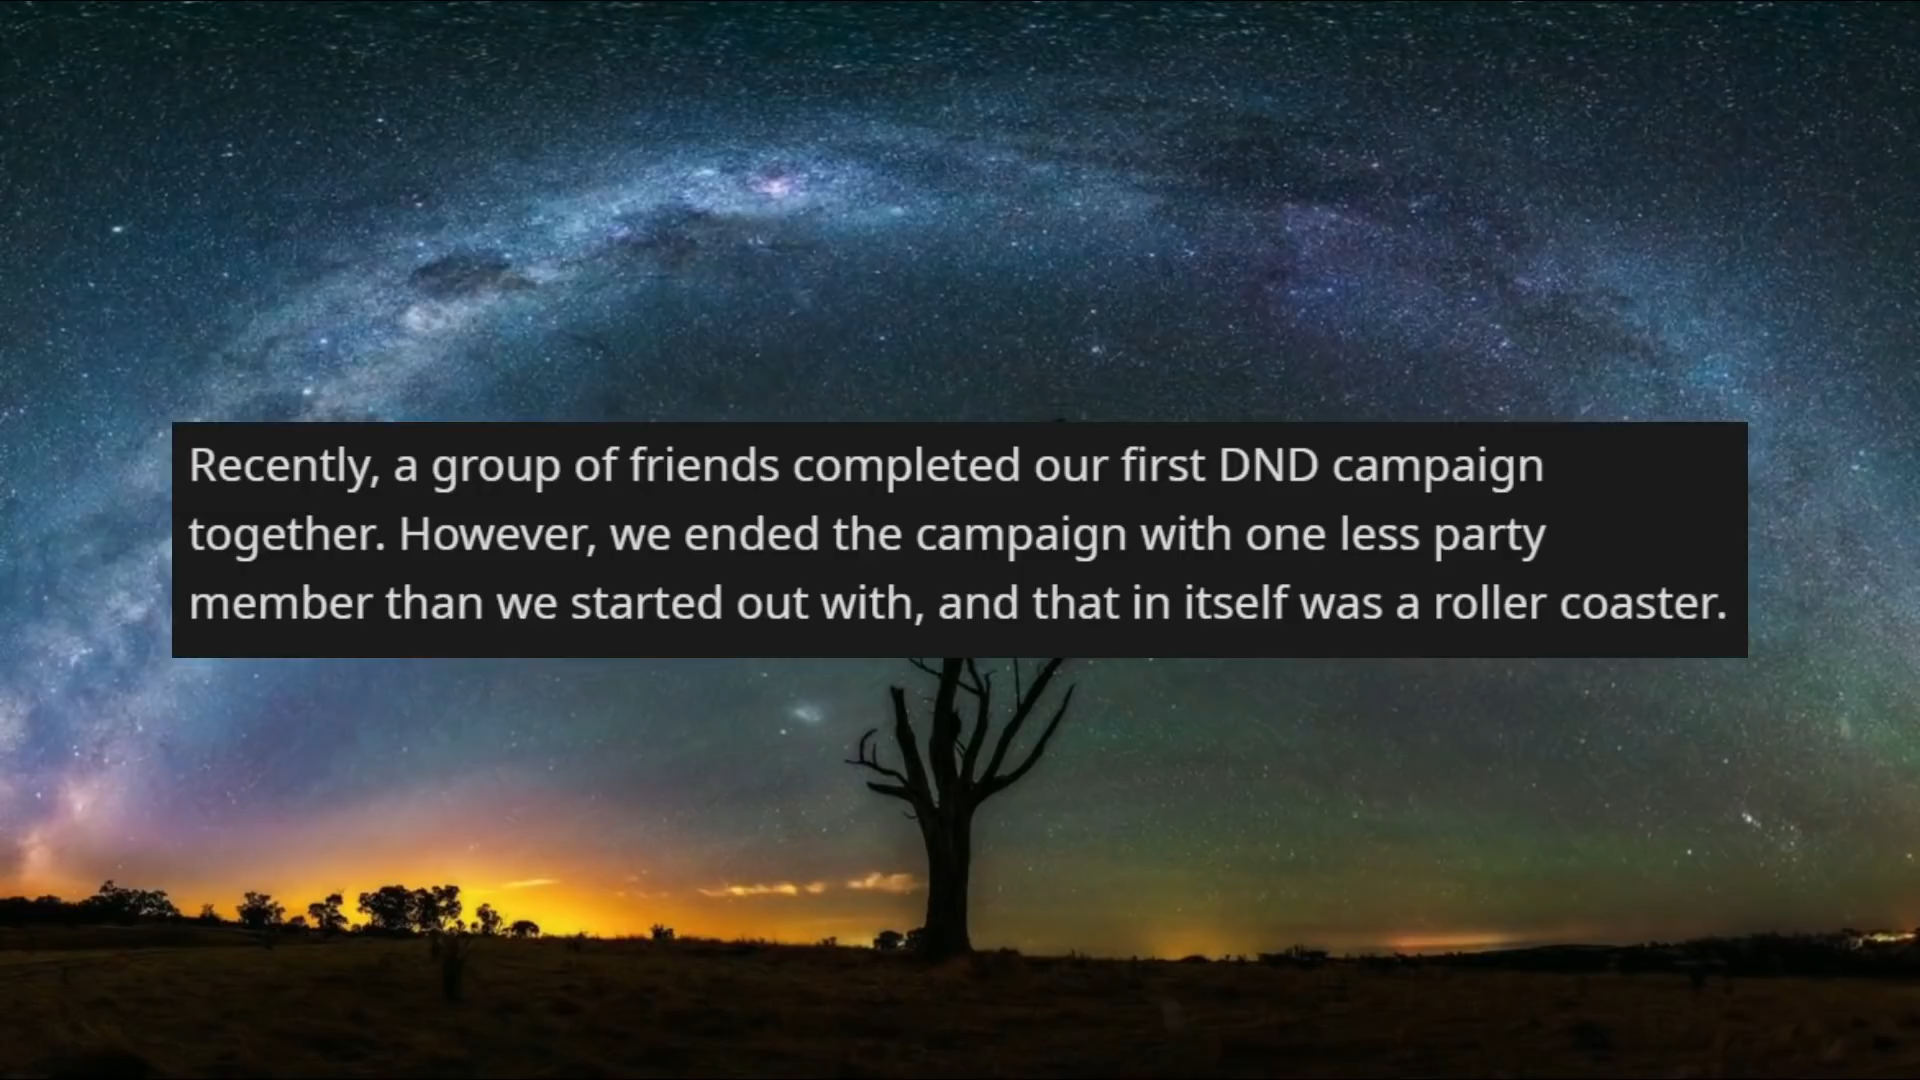 Recently, a group of friends completed our first DND campaign
together. However, we ended the campaign with one less party
member than we started out with, and that in itself was a roller coaster.